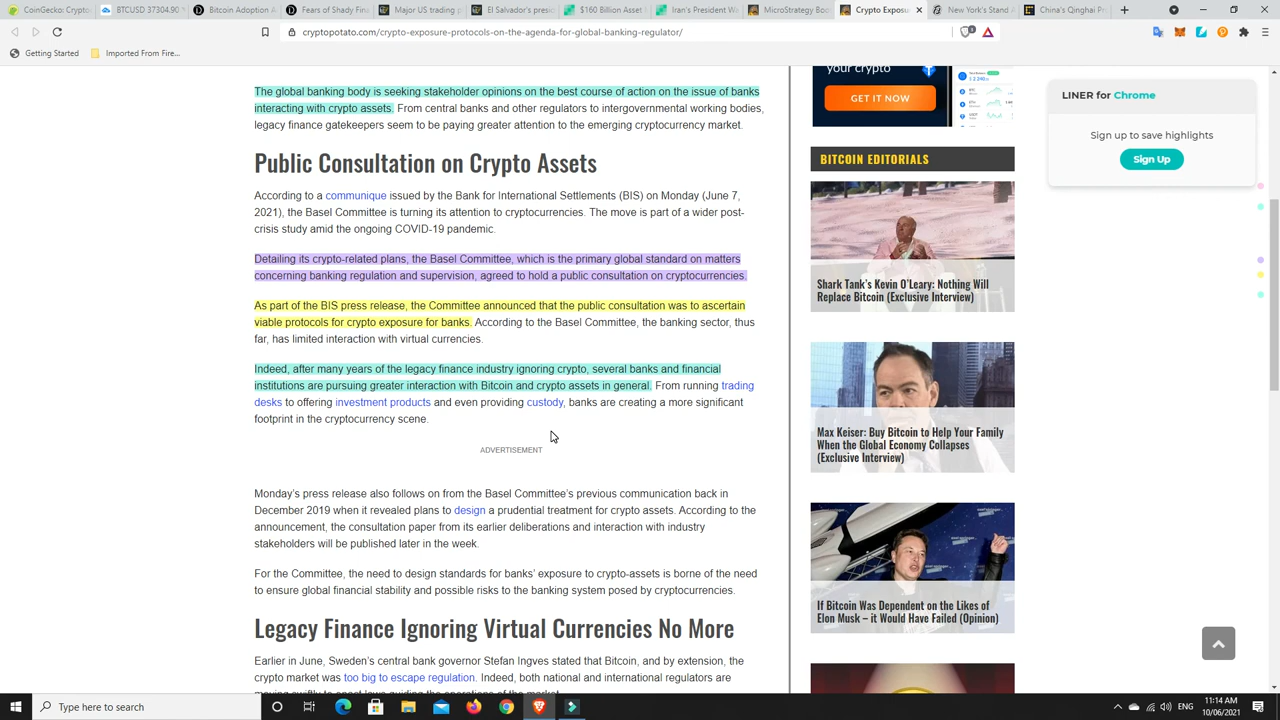 CoinGecko: Crypto
BTCUSD 37304.90
Bitcoin Adoption A
Fears of Shady Fin
Major US trading
El Salvador's presi
$160 Billion Asset
Iran's President We
MicroStrategy Boo
Crypto Exposu
New York State
China's Qinghai Pr
cryptopotato.com/crypto-exposure-protocols-on-the-agenda-for-global-banking-regulator/
Getting Started
Imported From Fire...
The global banking body is seeking stakeholder opinions on the best course of action on the issue of banks
dealing with crypto assets. From central banks and other regulators to intergovernmental working bodies,
many financial gatekeepers seem to be paying greater attention to the emerging cryptocurrency market.
Public Consultation on Crypto Assets
According to a communique issued by the Bank for International Settlements (BIS) on Monday (June 7,
2021), the Basel Committee is turning its attention to cryptocurrencies. The move is part of a wider post-
crisis study amid the ongoing COVID-19 pandemic.
Detailing its crypto-related plans, the Basel Committee, which is the primary global standard on matters
concerning banking regulation and supervision, agreed to hold a public consultation on cryptocurrencies.
As part of the BIS press release, the Committee announced that the public consultation was to ascertain
viable protocols for crypto exposure for banks. According to the Basel Committee, the banking sector, thus
far, has limited interaction with virtual currencies.
Indeed, after many years of the legacy finance industry ignoring crypto, several banks and financial
institutions are pursuing greater interaction with Bitcoin and crypto assets in general. From running trading
desks to offering investment products and even providing custody, banks are creating a more significant
footprint in the cryptocurrency scene.
ADVERTISEMENT
Monday's press release also follows on from the Basel Committee's previous communication back in
December 2019 when it revealed plans to design a prudential treatment for crypto assets. According to the
announcement, the consultation paper from its earlier deliberations and interaction with industry
stakeholders will be published later in the week.
For the Committee, the need to design standards for banks' exposure to crypto-assets is borne of the need
to ensure global financial stability and possible risks to the banking system posed by cryptocurrencies.
Legacy Finance Ignoring Virtual Currencies No More
Earlier in June, Sweden's central bank governor Stefan Ingves stated that Bitcoin, and by extension, the
crypto market was too big to escape regulation. Indeed, both national and international regulators are
moving swiftly to enact laws guiding the operations of the market.
your crypto
GET IT NOW
BITCOIN EDITORIALS
Shark Tank's Kevin O'Leary: Nothing Will
Replace Bitcoin (Exclusive Interview)
Max Keiser: Buy Bitcoin to Help Your Family
When the Global Economy Collapses
(Exclusive Interview)
If Bitcoin Was Dependent on the Likes of
Elon Musk – it Would Have Failed (Opinion)
LINER for Chrome
Sign up to save highlights
Sign Up
Type here to search
ENG
11:14 AM
10/06/2021